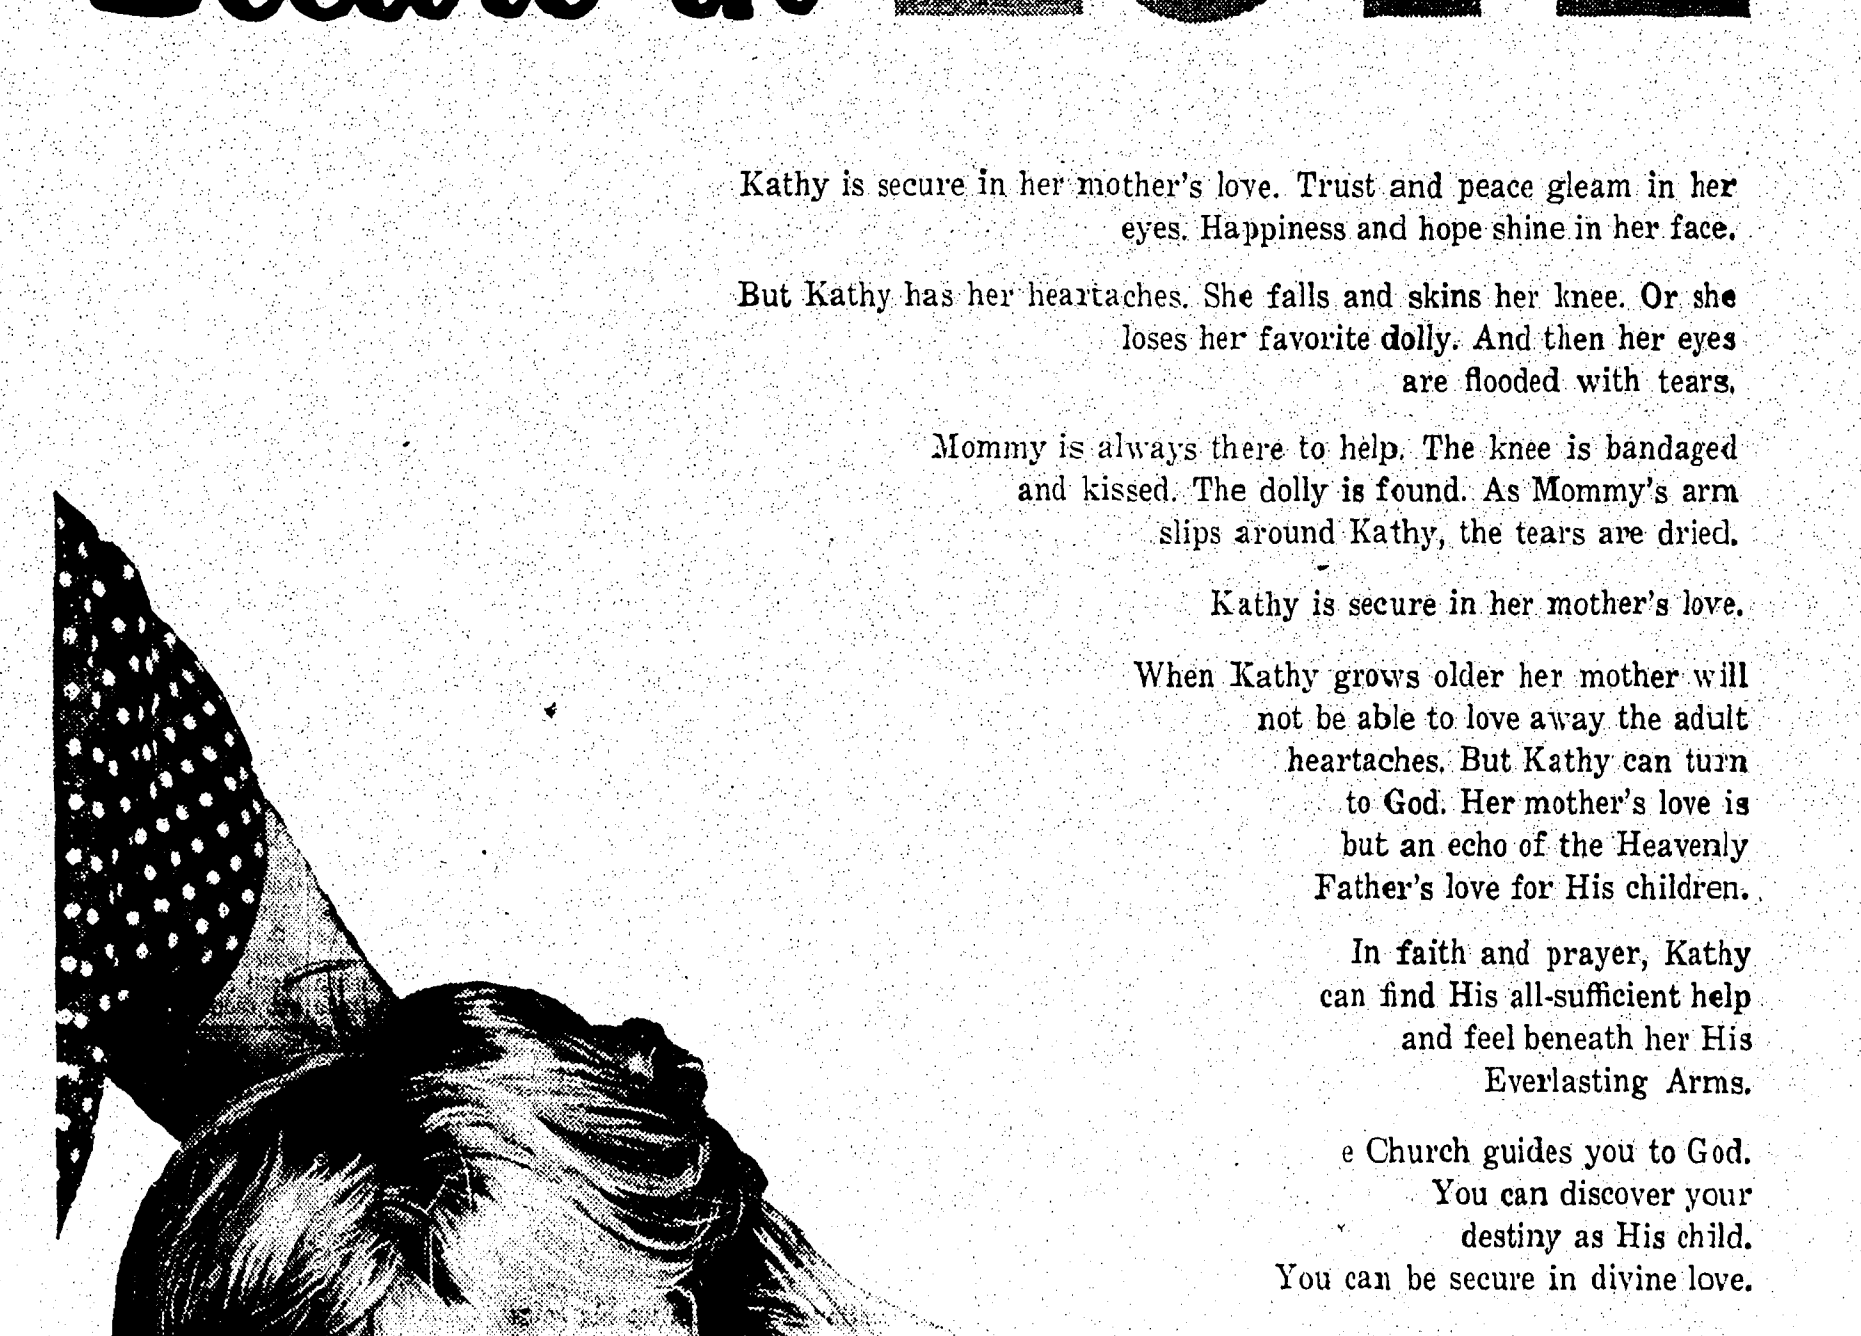 Kathy is secure in her mother's love. Trust and peace gleam in her
eyes. Happiness and hope shine in her face.
But Kathy has her heartaches. She falls and skins her knee. Or she
loses her favorite dolly. And then her eyes
are flooded with tears.
Mommy is always there to help. The knee is bandaged
and kissed. The dolly is found. As Mommy's arm
slips around Kathy, the tears are dried.
Kathy is secure in her mother's love.
When Kathy grows older her mother will
not be able to love away the adult
heartaches. But Kathy can turn
to God. Her mother's love is
but an echo of the Heavenly
Father's love for His children.
In faith and prayer, Kathy
can find His all-sufficient help
and feel beneath her His
Everlasting Arms.
e Church guides you to God.
You can discover your
destiny as His child.
You can be secure in divine love.